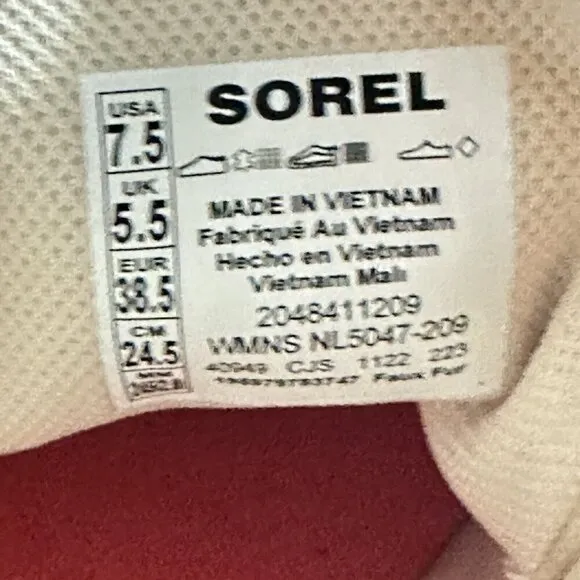 SOREL
USA
7.5
UK
5.5
EUR
38.5
CM
24.5
MADE IN VIETNAM
Fabriqué Au Vietnam
Hecho en Vietnam
Vietnam Malı
2048411209
WMNS NL5047-209
40949 CJS 1122 223
Faux Fur